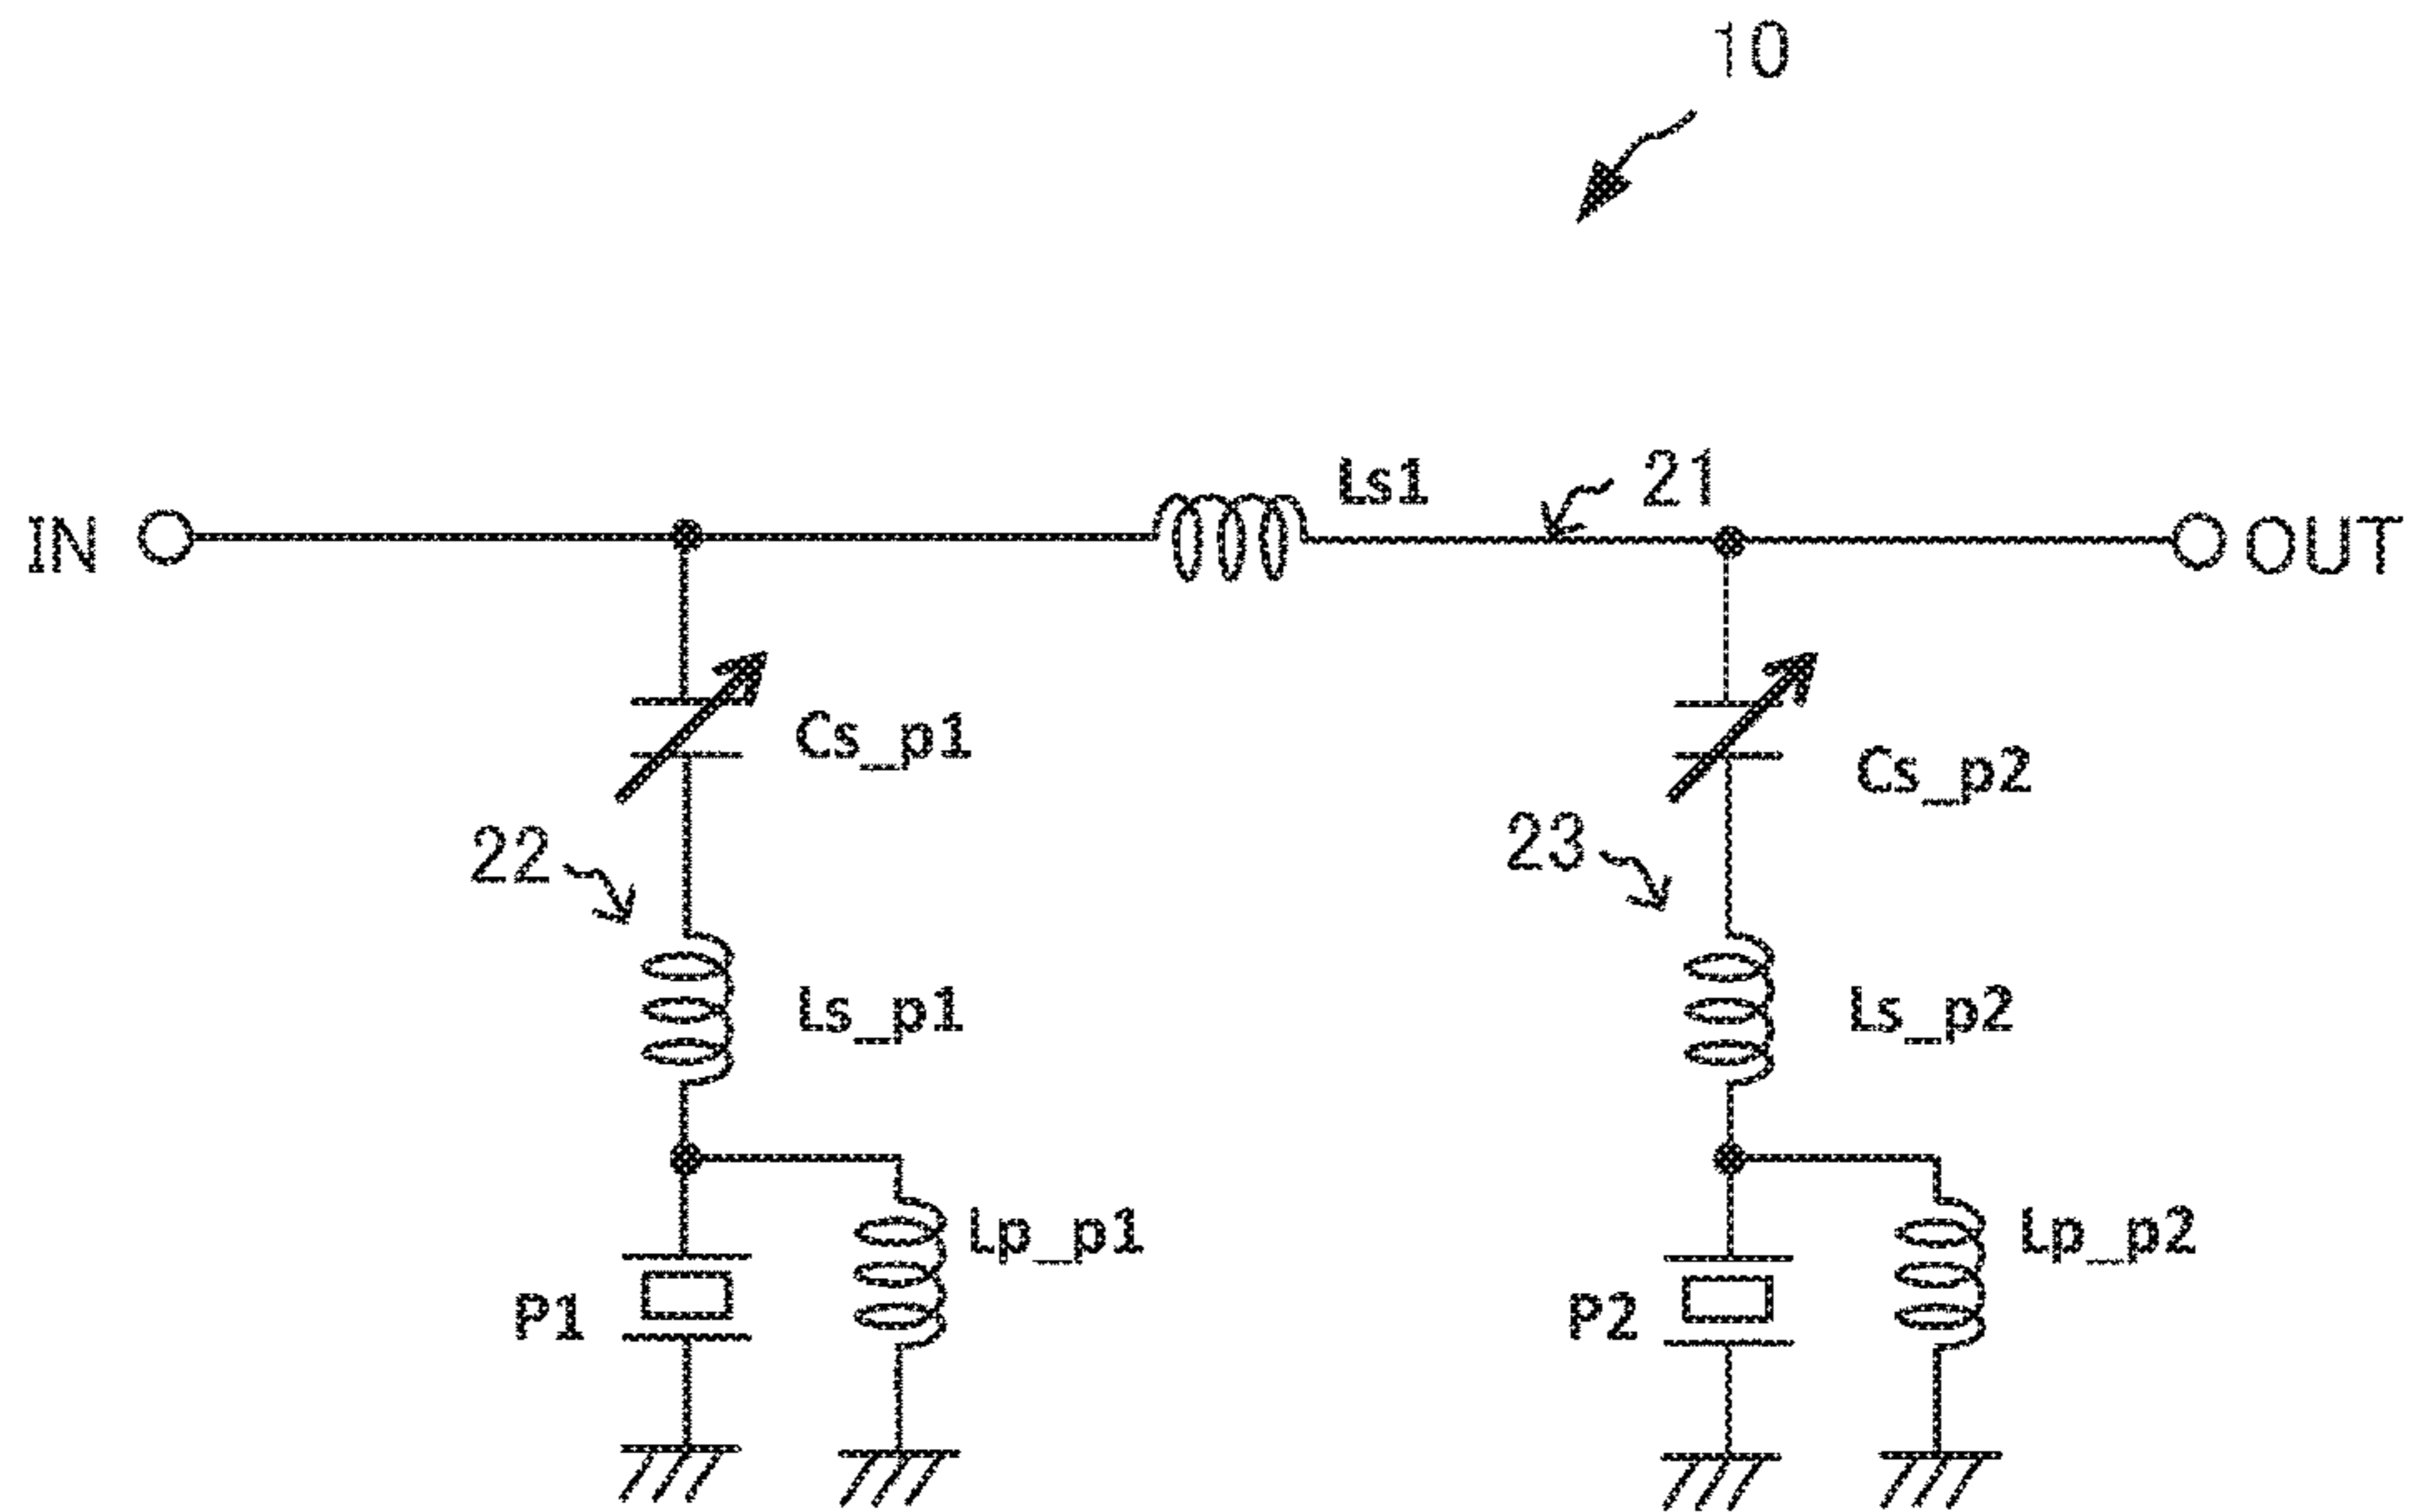 10
Ls1
21
IN
OUT
Cs_p1
Cs_p2
22
23
Ls_p1
Ls_p2
Lp_p1
Lp_p2
P1
P2